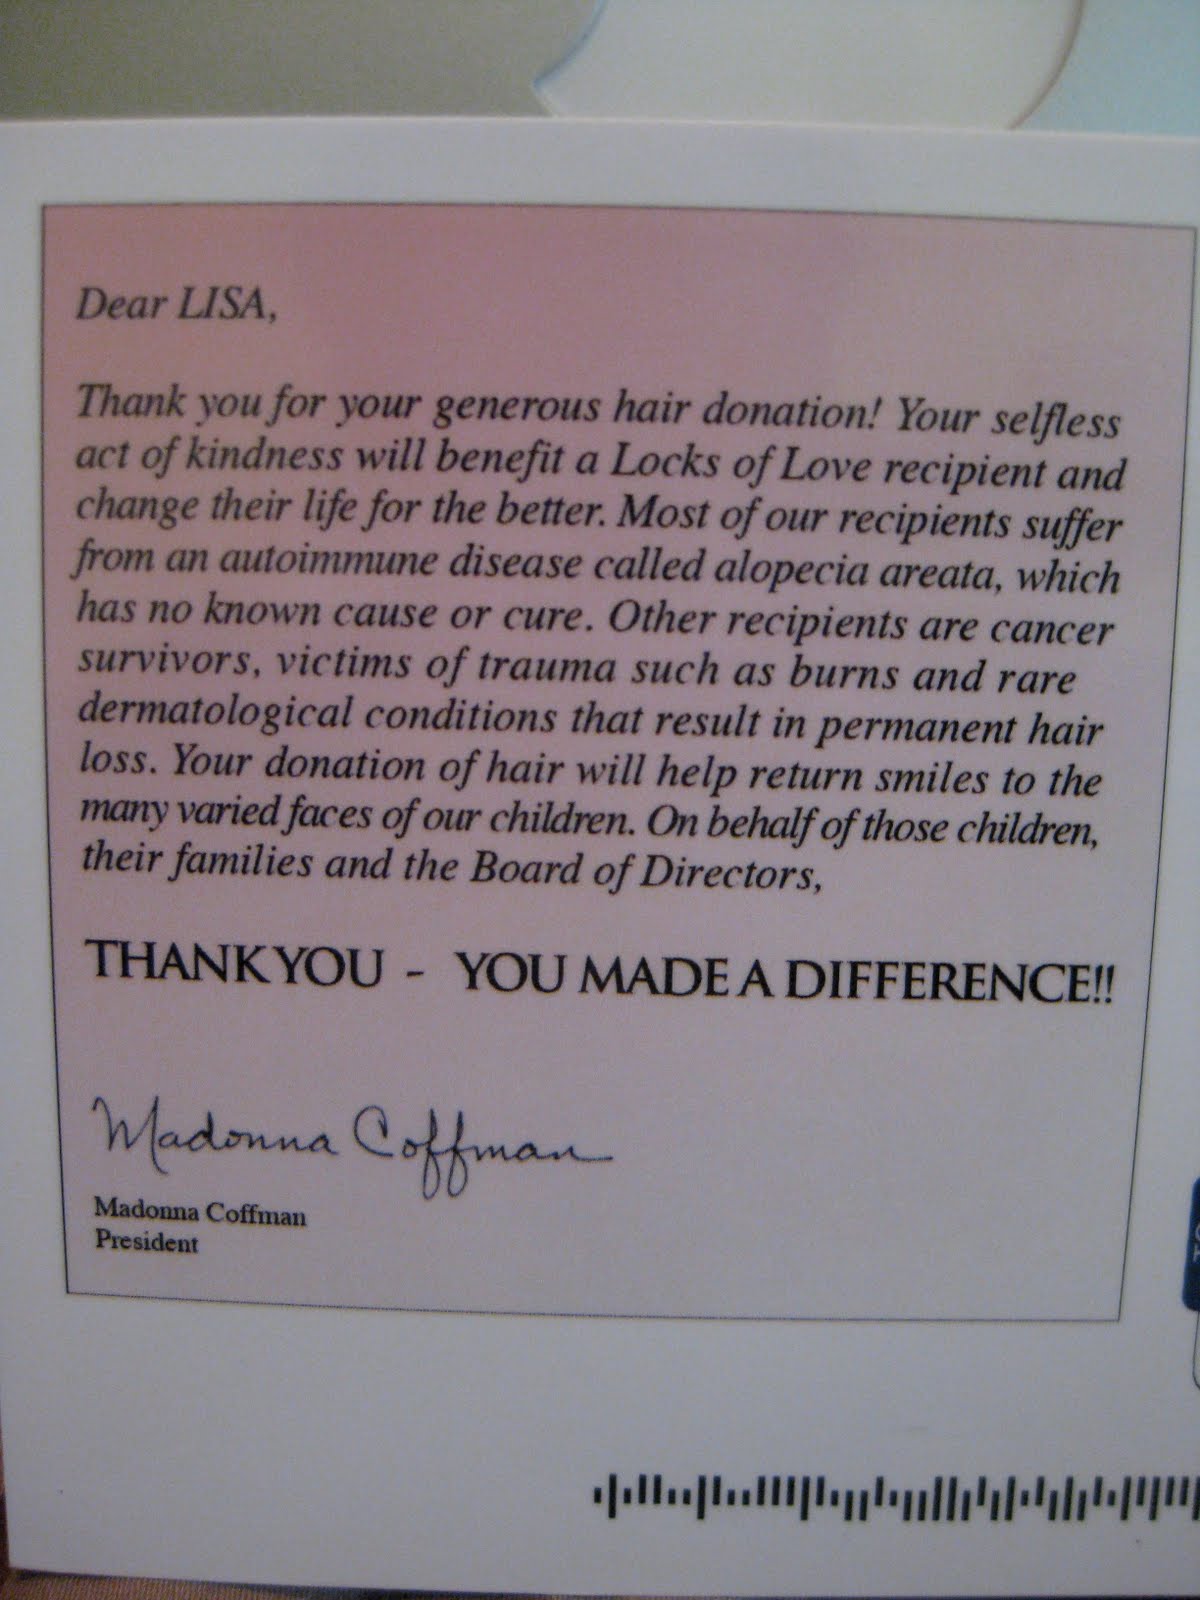 Dear LISA,
Thank you for your generous hair donation! Your selfless
act of kindness will benefit a Locks of Love recipient and
change their life for the better. Most of our recipients suffer
from an autoimmune disease called alopecia areata, which
has no known cause or cure. Other recipients are cancer
survivors, victims of trauma such as burns and rare
dermatological conditions that result in permanent hair
loss. Your donation of hair will help return smiles to the
many varied faces of our children. On behalf of those children,
their families and the Board of Directors,
THANK YOU - YOU MADE A DIFFERENCE!!
Madonna Coffman
Madonna Coffman
President